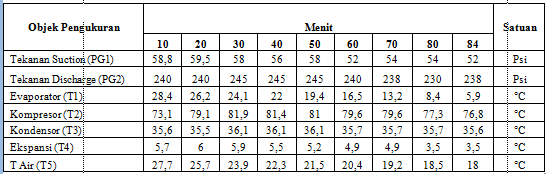 Objek Pengukuran Menit Satuan
10 20 30 40 50 60 70 80 84
Tekanan Suction (PG1) 58,8 59,5 58 56 58 52 54 54 52 Psi
Tekanan Discharge (PG2) 240 240 245 245 245 240 238 230 238 Psi
Evaporator (T1) 28,4 26,2 24,1 22 19,4 16,5 13,2 8,4 5,9 °C
Kompresor (T2) 73,1 79,1 81,9 81,4 81 79,6 79,6 77,3 76,8 °C
Kondensor (T3) 35,6 35,5 36,1 36,1 36,1 35,7 35,7 35,7 35,6 °C
Ekspansi (T4) 5,7 6 5,9 5,5 5,2 4,9 4,9 3,5 3,5 °C
T Air (T5) 27,7 25,7 23,9 22,3 21,5 20,4 19,2 18,5 18 °C